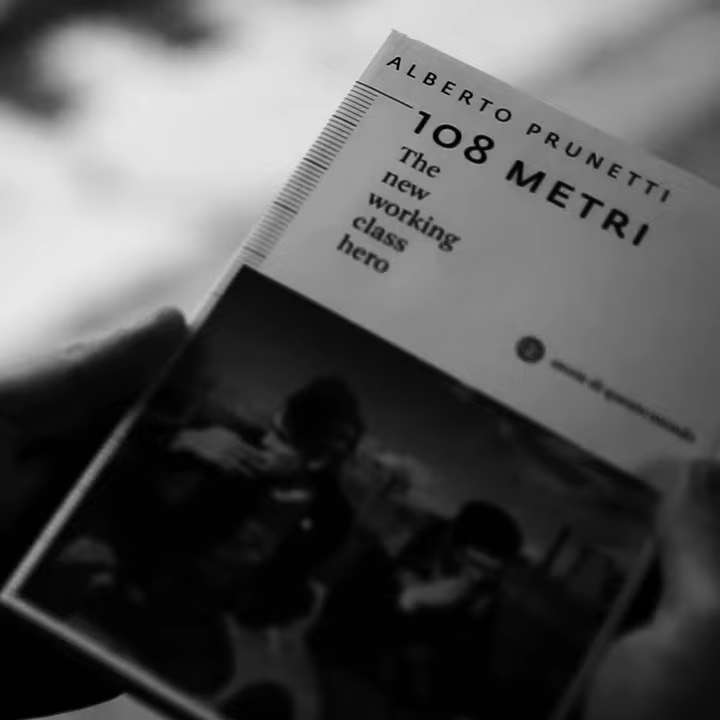 ALBERTO PRUNETTI
108 METRI
The
new
working
class
hero